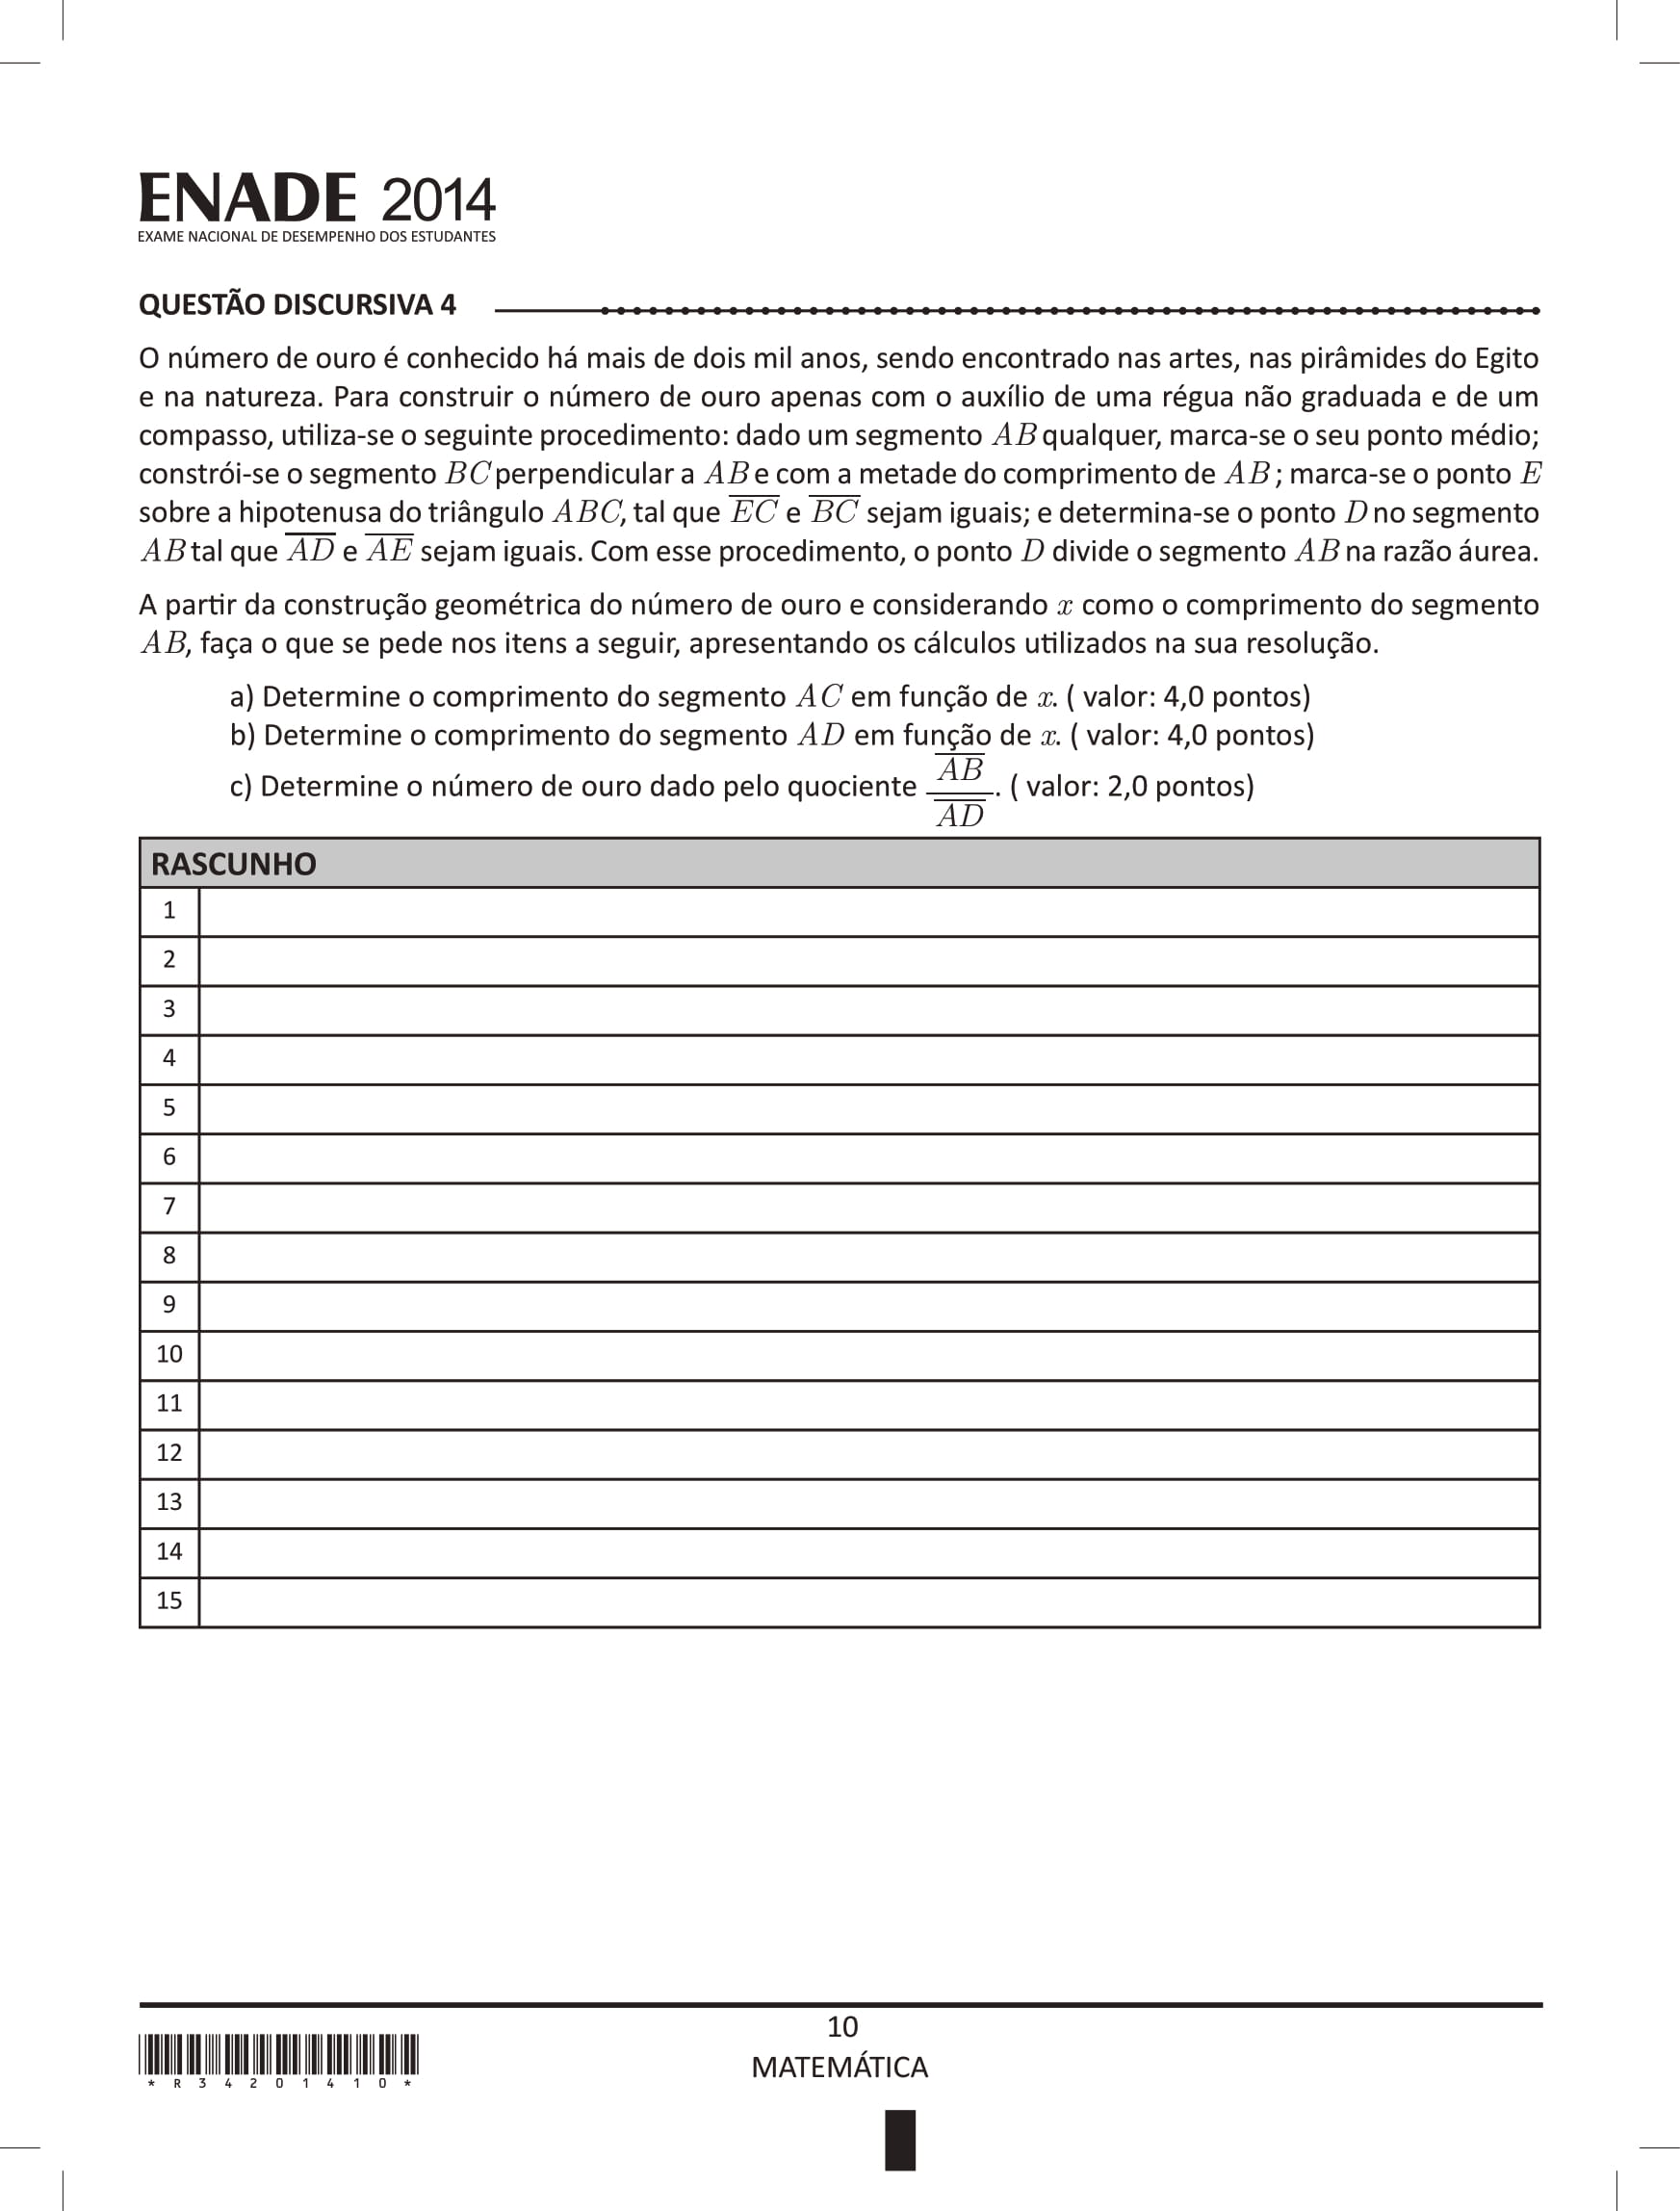 ENADE 2014
EXAME NACIONAL DE DESEMPENHO DOS ESTUDANTES
QUESTÃO DISCURSIVA 4
O número de ouro é conhecido há mais de dois mil anos, sendo encontrado nas artes, nas pirâmides do Egito
e na natureza. Para construir o número de ouro apenas com o auxílio de uma régua não graduada e de um
compasso, utiliza-se o seguinte procedimento: dado um segmento AB qualquer, marca-se o seu ponto médio;
constrói-se o segmento BC perpendicular a AB e com a metade do comprimento de AB; marca-se o ponto E
sobre a hipotenusa do triângulo ABC, tal que \overline{EC} e \overline{BC} sejam iguais; e determina-se o ponto D no segmento
AB tal que \overline{AD} e \overline{AE} sejam iguais. Com esse procedimento, o ponto D divide o segmento AB na razão áurea.
A partir da construção geométrica do número de ouro e considerando x como o comprimento do segmento
AB, faça o que se pede nos itens a seguir, apresentando os cálculos utilizados na sua resolução.
a) Determine o comprimento do segmento AC em função de x. ( valor: 4,0 pontos)
b) Determine o comprimento do segmento AD em função de x. ( valor: 4,0 pontos)
c) Determine o número de ouro dado pelo quociente \frac{\overline{AB}}{\overline{AD}}. ( valor: 2,0 pontos)
RASCUNHO
1
2
3
4
5
6
7
8
9
10
11
12
13
14
15
10
MATEMÁTICA
* R 3 4 2 0 1 4 1 0 *